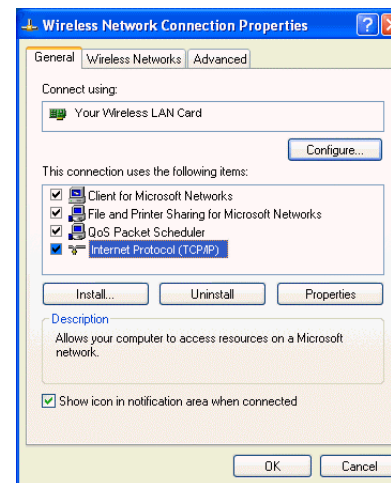 Wireless Network Connection Properties
General Wireless Networks Advanced
Connect using:
Your Wireless LAN Card
Configure...
This connection uses the following items:
Client for Microsoft Networks
File and Printer Sharing for Microsoft Networks
QoS Packet Scheduler
Internet Protocol (TCP/IP)
Install... Uninstall Properties
Description
Allows your computer to access resources on a Microsoft
network.
Show icon in notification area when connected
OK Cancel